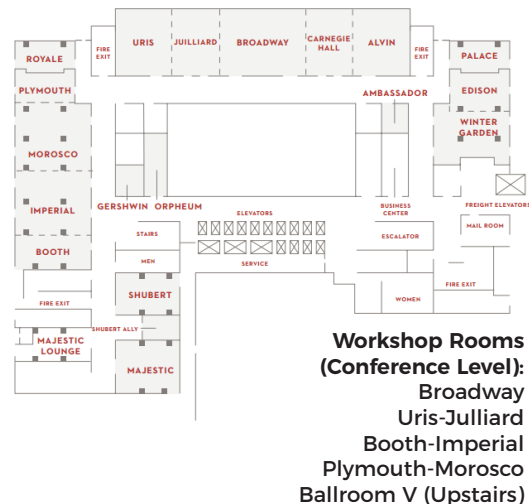 URIS
JUILLIARD
BROADWAY
CARNEGIE
HALL
ALVIN
FIRE
EXIT
FIRE
EXIT
ROYALE
PALACE
PLYMOUTH
EDISON
AMBASSADOR
WINTER
GARDEN
MOROSCO
GERSHWIN
ORPHEUM
IMPERIAL
ELEVATORS
BUSINESS
CENTER
FREIGHT ELEVATORS
STAIRS
ESCALATOR
MAIL ROOM
BOOTH
MEN
SERVICE
FIRE EXIT
SHUBERT
WOMEN
FIRE EXIT
SHUBERT ALLY
MAJESTIC
LOUNGE
MAJESTIC
Workshop Rooms
(Conference Level):
Broadway
Uris-Julliard
Booth-Imperial
Plymouth-Morosco
Ballroom V (Upstairs)